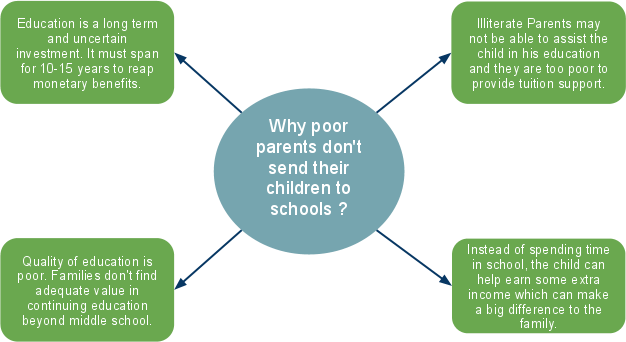 Education is a long term
and uncertain
investment. It must span
for 10-15 years to reap
monetary benefits.
Illiterate Parents may
not be able to assist the
child in his education
and they are too poor to
provide tuition support.
Why poor
parents don't
send their
children to
schools ?
Quality of education is
poor. Families don't find
adequate value in
continuing education
beyond middle school.
Instead of spending time
in school, the child can
help earn some extra
income which can make
a big difference to the
family.